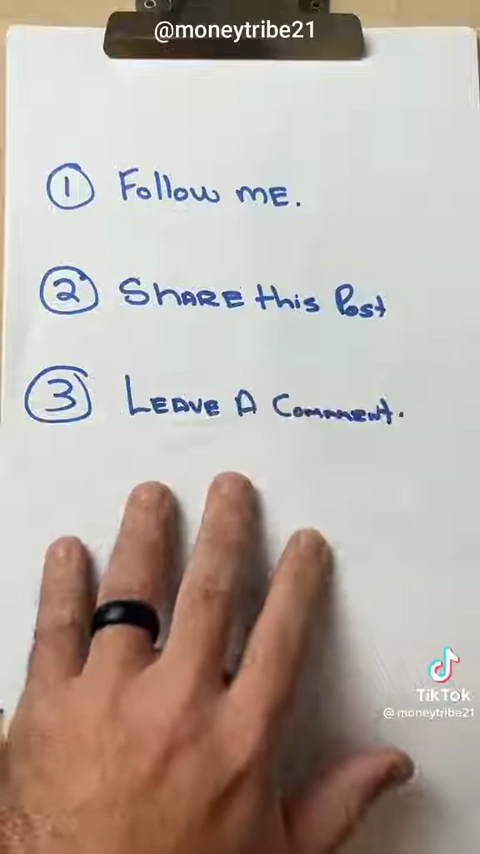 @moneytribe21
1 Follow ME.
2 SHARE this Post
3 LEAVE A Comment.
TikTok
@moneytribe21